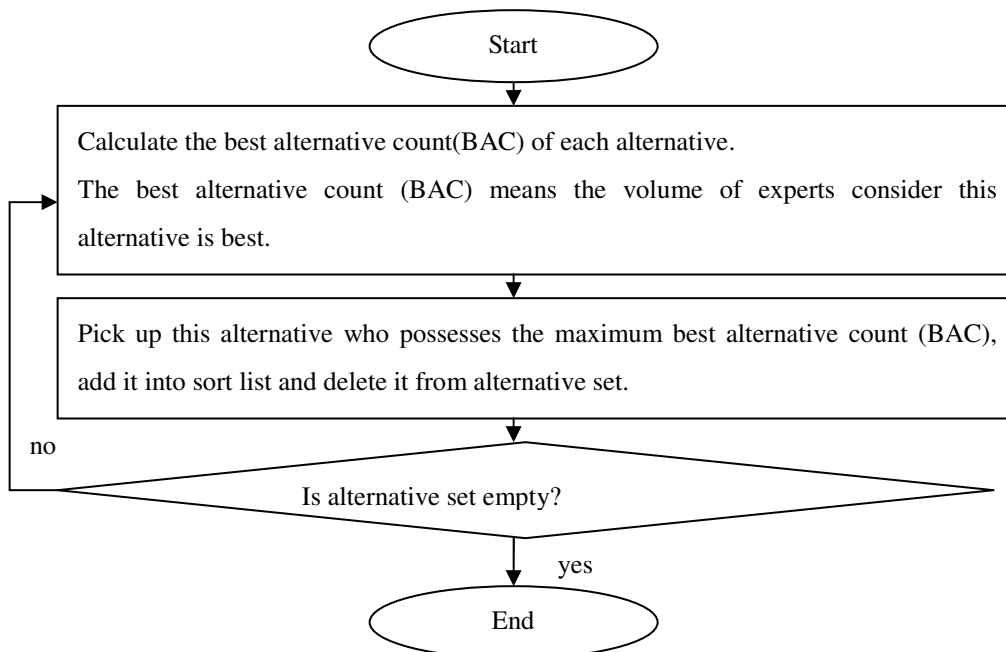 Start
Calculate the best alternative count(BAC) of each alternative.
The best alternative count (BAC) means the volume of experts consider this
alternative is best.
Pick up this alternative who possesses the maximum best alternative count (BAC),
add it into sort list and delete it from alternative set.
no
Is alternative set empty?
yes
End